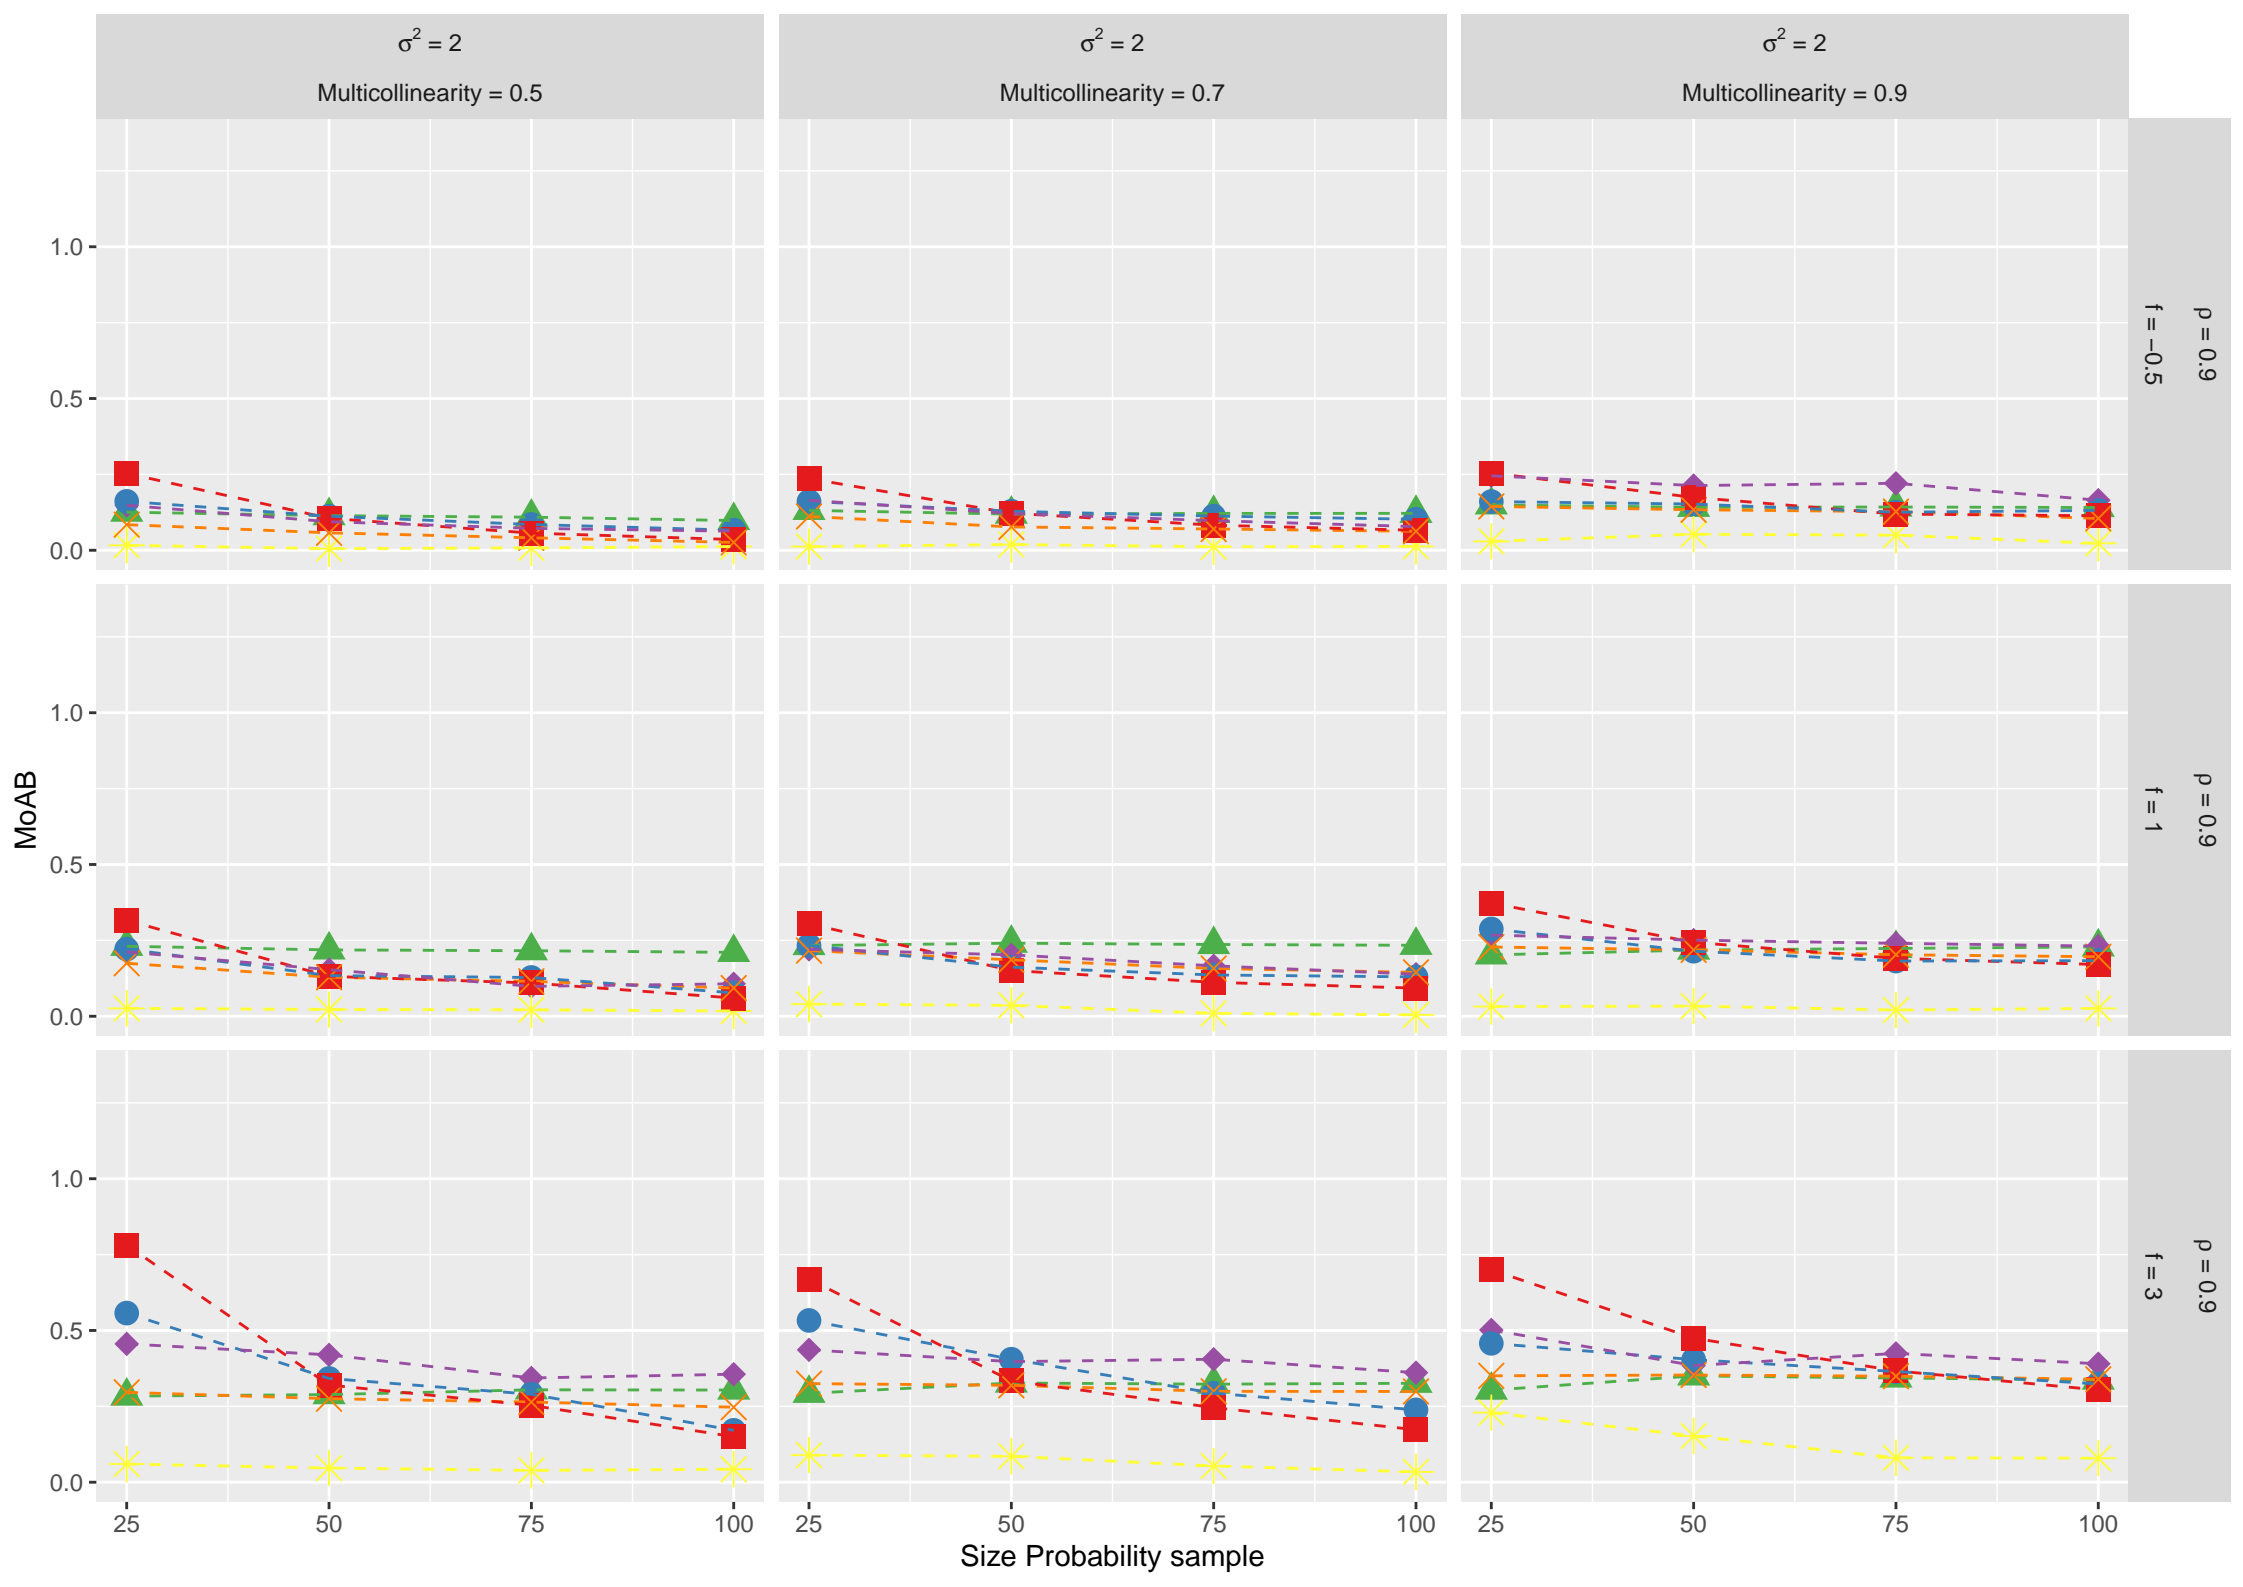 σ² = 2
Multicollinearity = 0.5
σ² = 2
Multicollinearity = 0.7
σ² = 2
Multicollinearity = 0.9
1.0
0.5
0.0
ρ = 0.9
f = −0.5
1.0
0.5
0.0
ρ = 0.9
f = 1
1.0
0.5
0.0
ρ = 0.9
f = 3
MoAB
25 50 75 100
25 50 75 100
25 50 75 100
Size Probability sample